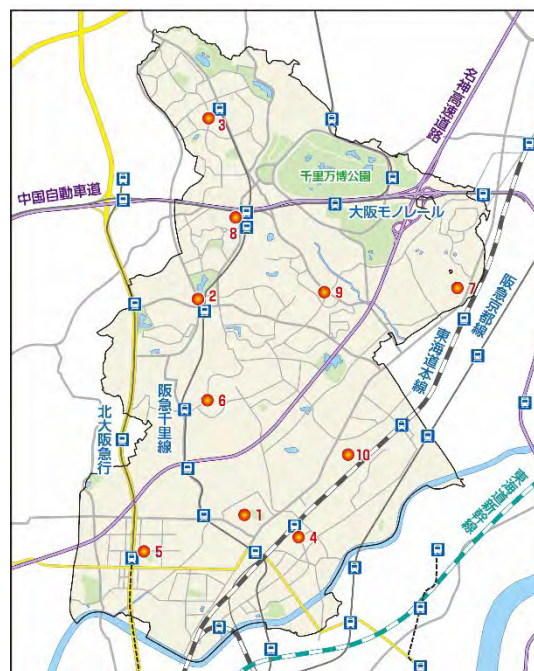 名神高速道路
3
千里万博公園
中国自動車道
大阪モノレール
8
7
2
9
阪急京都線
東海道本線
阪急千里線
6
北大阪急行
10
東海道新幹線
1
4
5